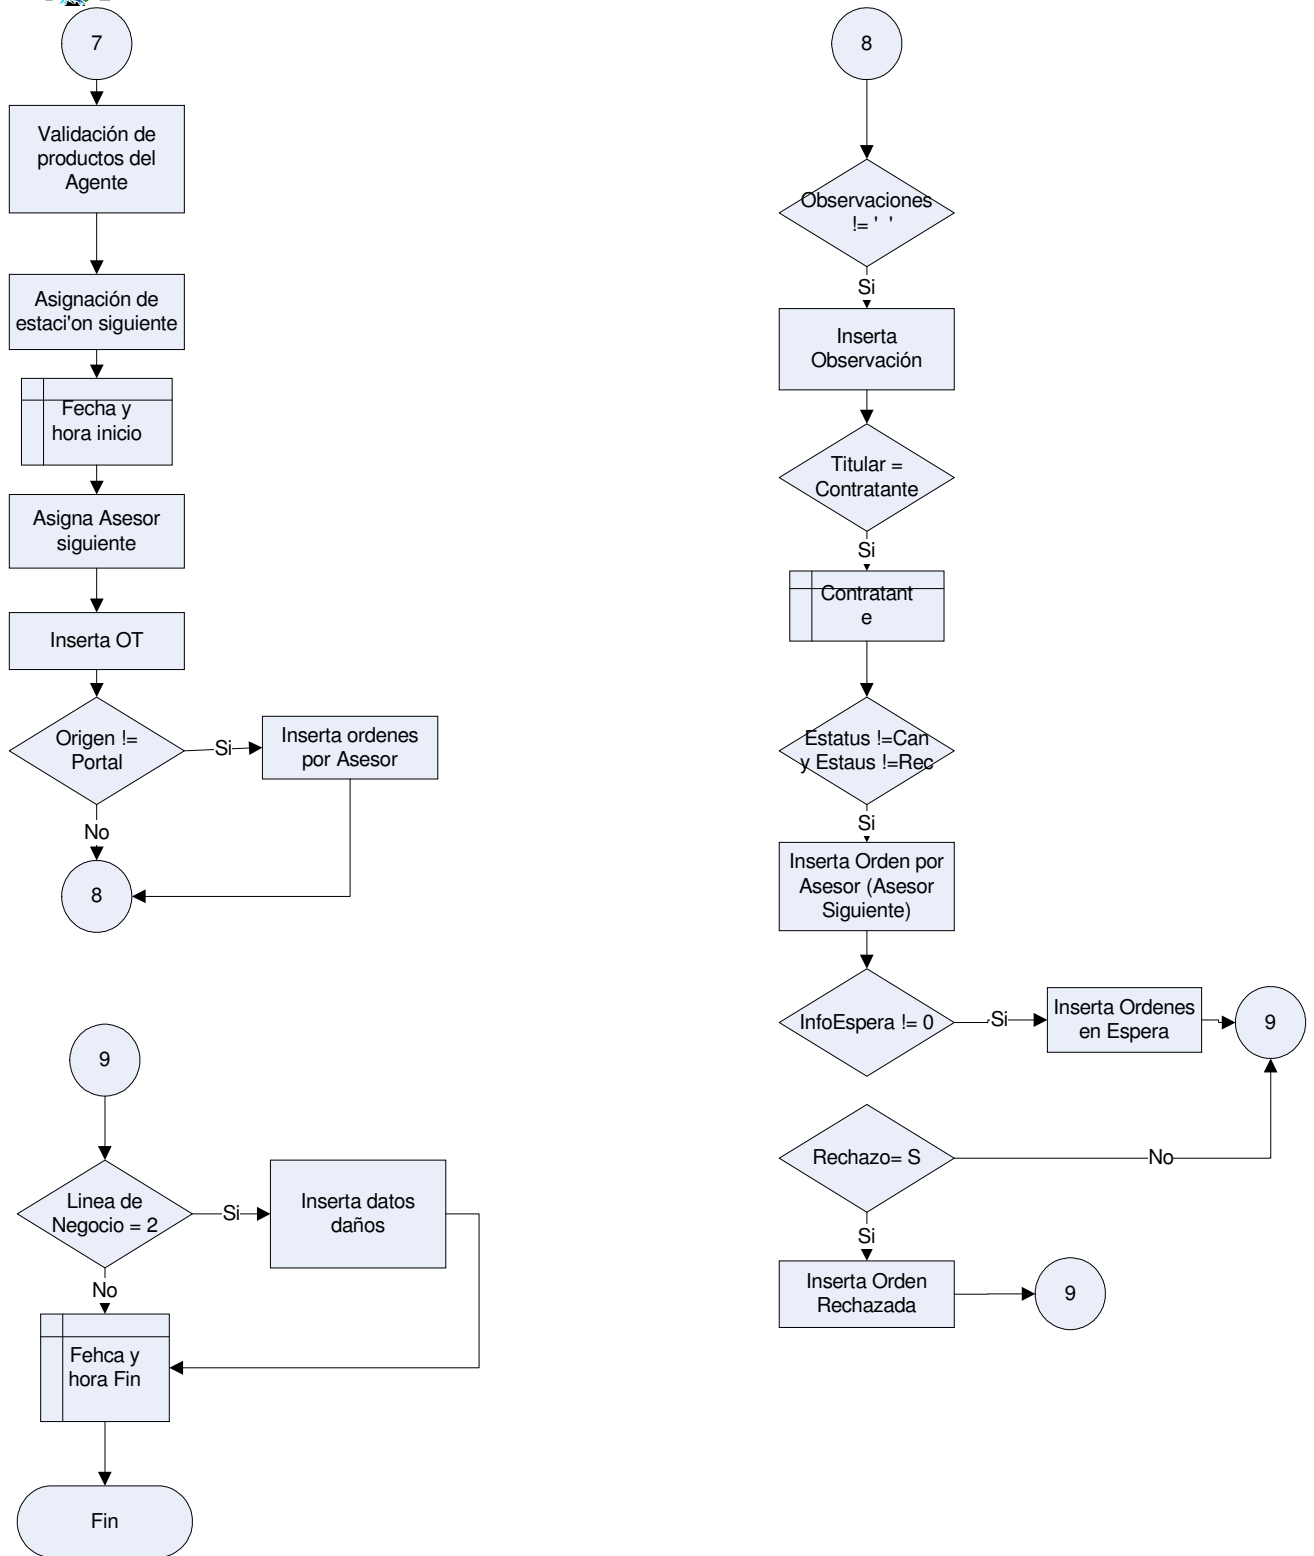 7
Validación de
productos del
Agente
Asignación de
estaci'on siguiente
Fecha y
hora inicio
Asigna Asesor
siguiente
Inserta OT
Origen !=
Portal
Si
Inserta ordenes
por Asesor
No
8
9
Linea de
Negocio = 2
Si
Inserta datos
daños
No
Fehca y
hora Fin
Fin
8
Observaciones
!= ' '
Si
Inserta
Observación
Titular =
Contratante
Si
Contratant
e
Estatus !=Can
y Estaus !=Rec
Si
Inserta Orden por
Asesor (Asesor
Siguiente)
InfoEspera != 0
Si
Inserta Ordenes
en Espera
9
Rechazo= S
No
Si
Inserta Orden
Rechazada
9